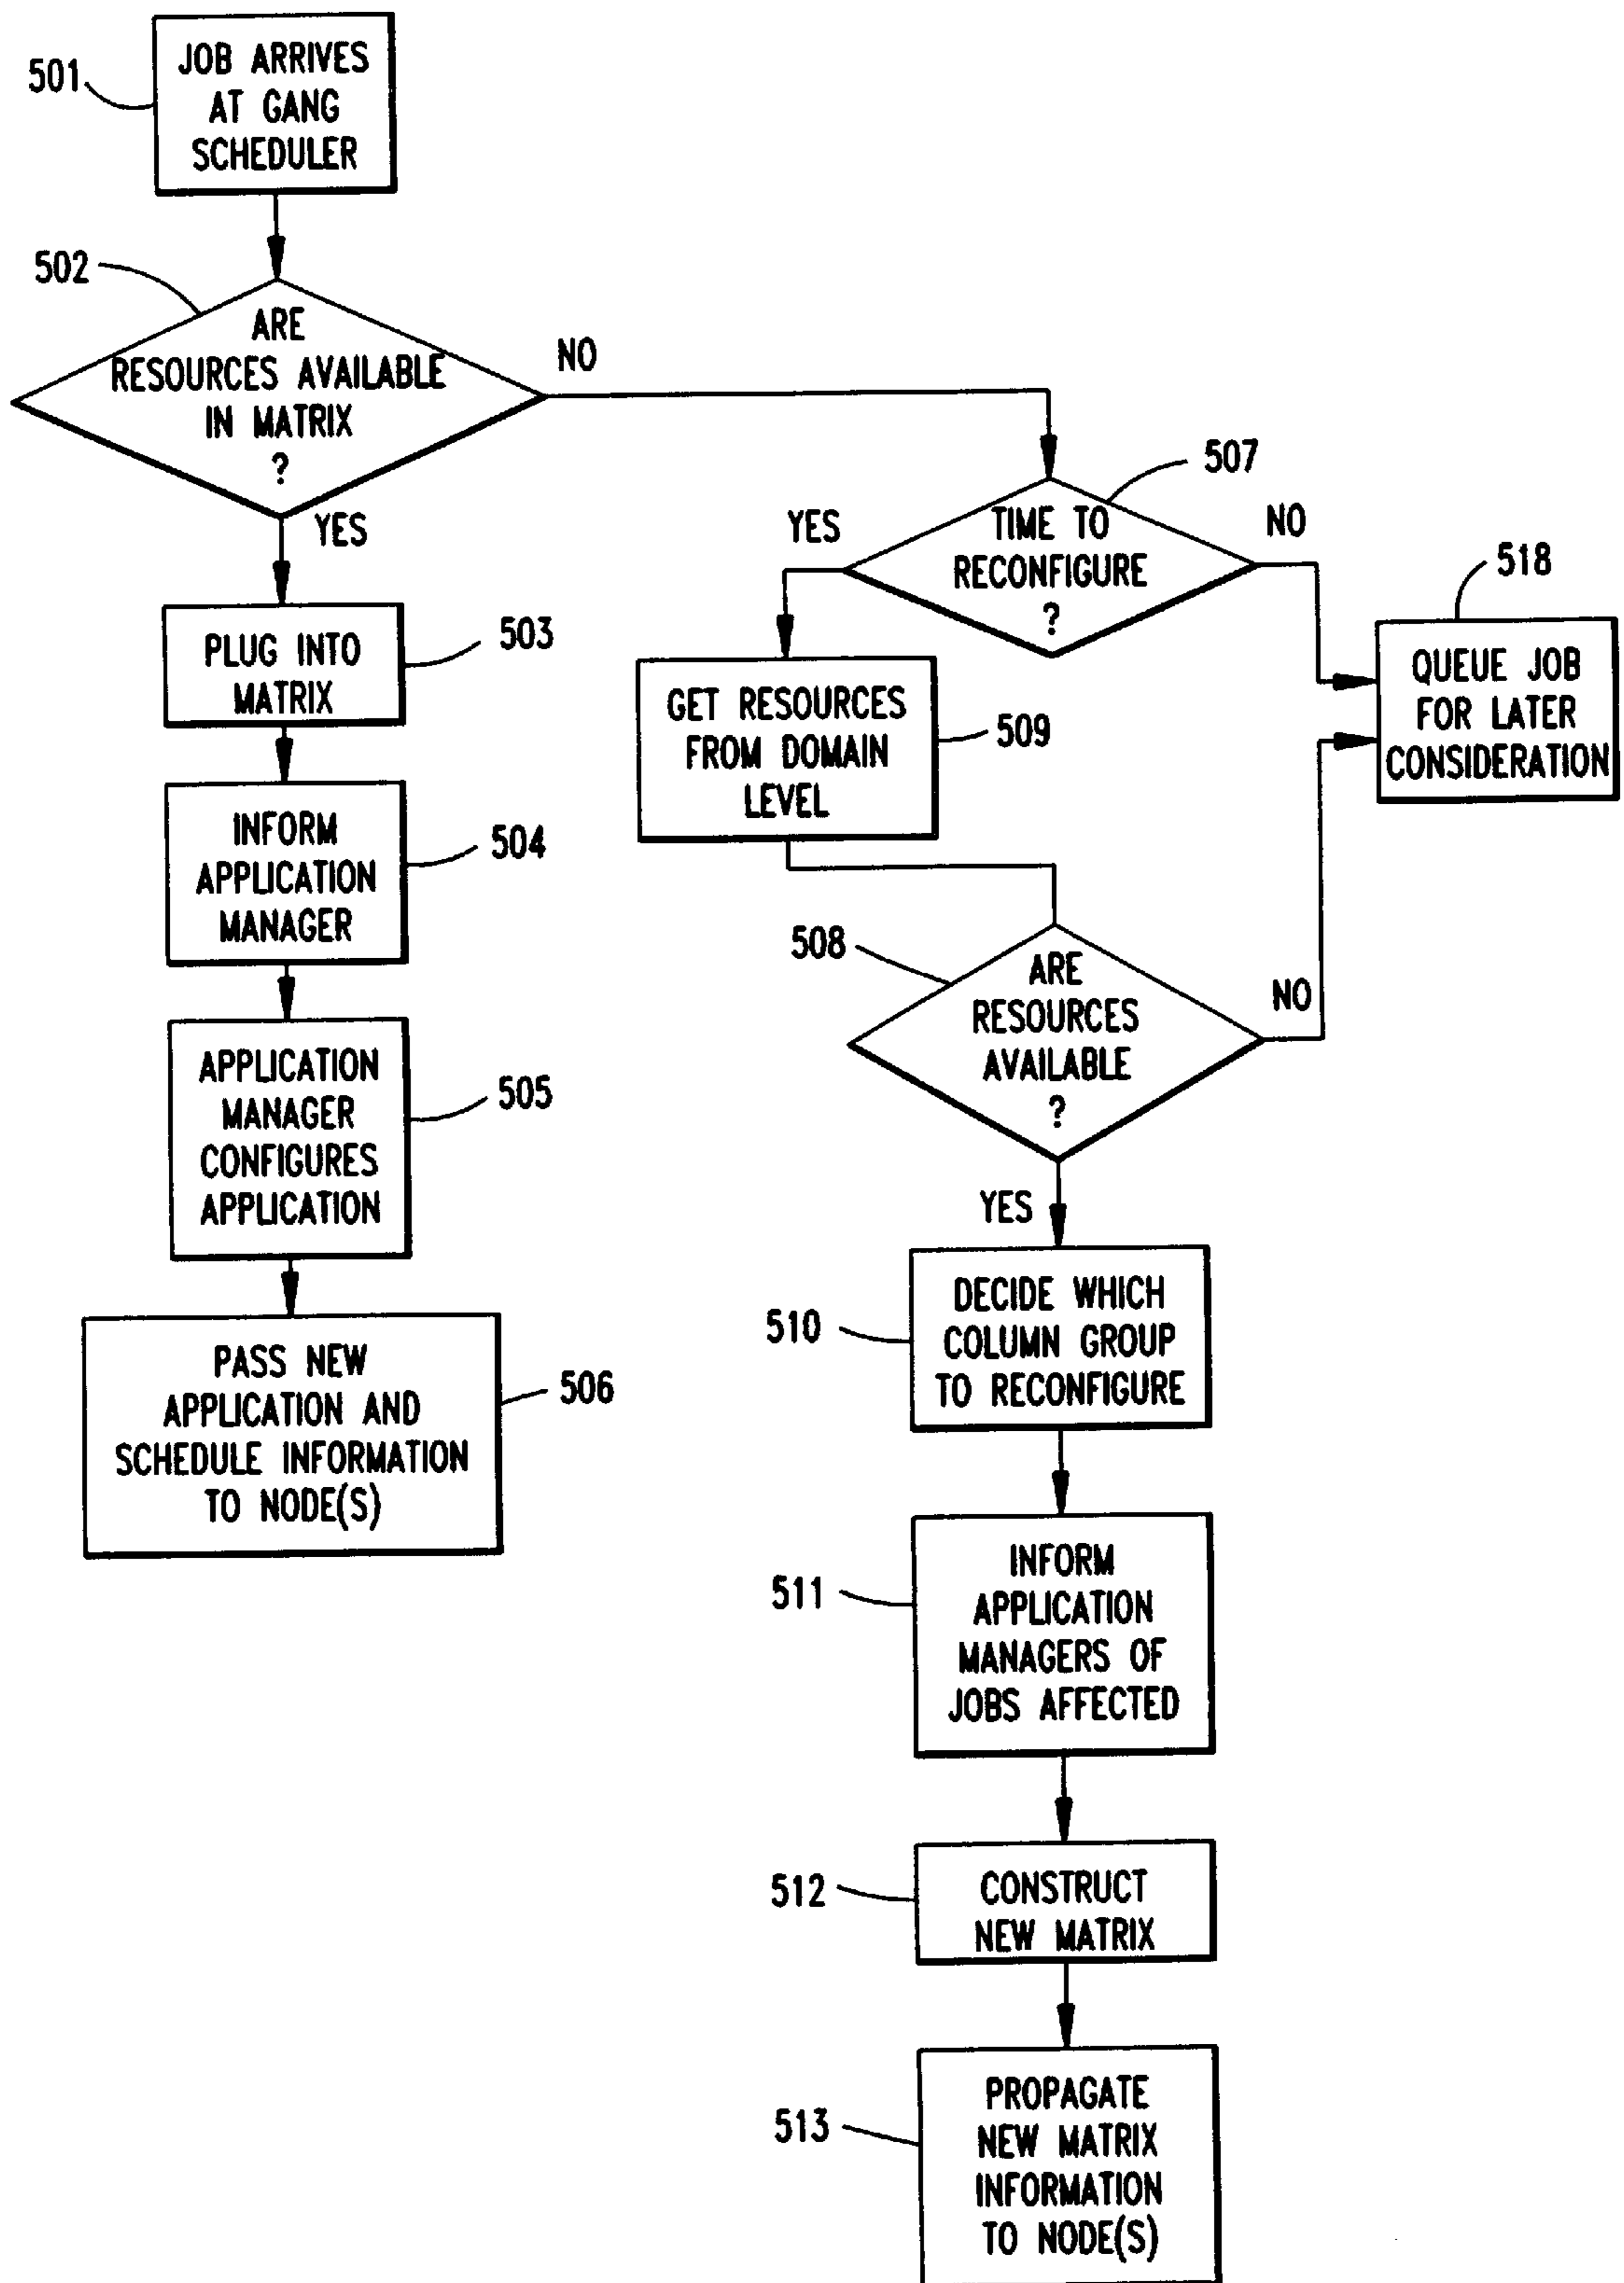 501
JOB ARRIVES
AT GANG
SCHEDULER
502
ARE
RESOURCES AVAILABLE
IN MATRIX
?
NO
YES
503
PLUG INTO
MATRIX
504
INFORM
APPLICATION
MANAGER
505
APPLICATION
MANAGER
CONFIGURES
APPLICATION
506
PASS NEW
APPLICATION AND
SCHEDULE INFORMATION
TO NODE(S)
507
TIME TO
RECONFIGURE
?
YES
NO
518
QUEUE JOB
FOR LATER
CONSIDERATION
509
GET RESOURCES
FROM DOMAIN
LEVEL
508
ARE
RESOURCES
AVAILABLE
?
NO
YES
510
DECIDE WHICH
COLUMN GROUP
TO RECONFIGURE
511
INFORM
APPLICATION
MANAGERS OF
JOBS AFFECTED
512
CONSTRUCT
NEW MATRIX
513
PROPAGATE
NEW MATRIX
INFORMATION
TO NODE(S)